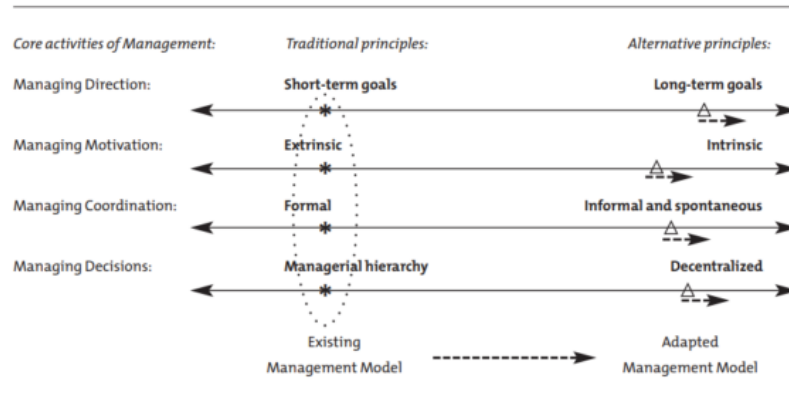 Core activities of Management: Traditional principles: Alternative principles:
Managing Direction: Short-term goals Long-term goals
Managing Motivation: Extrinsic Intrinsic
Managing Coordination: Formal Informal and spontaneous
Managing Decisions: Managerial hierarchy Decentralized
Existing Adapted
Management Model Management Model